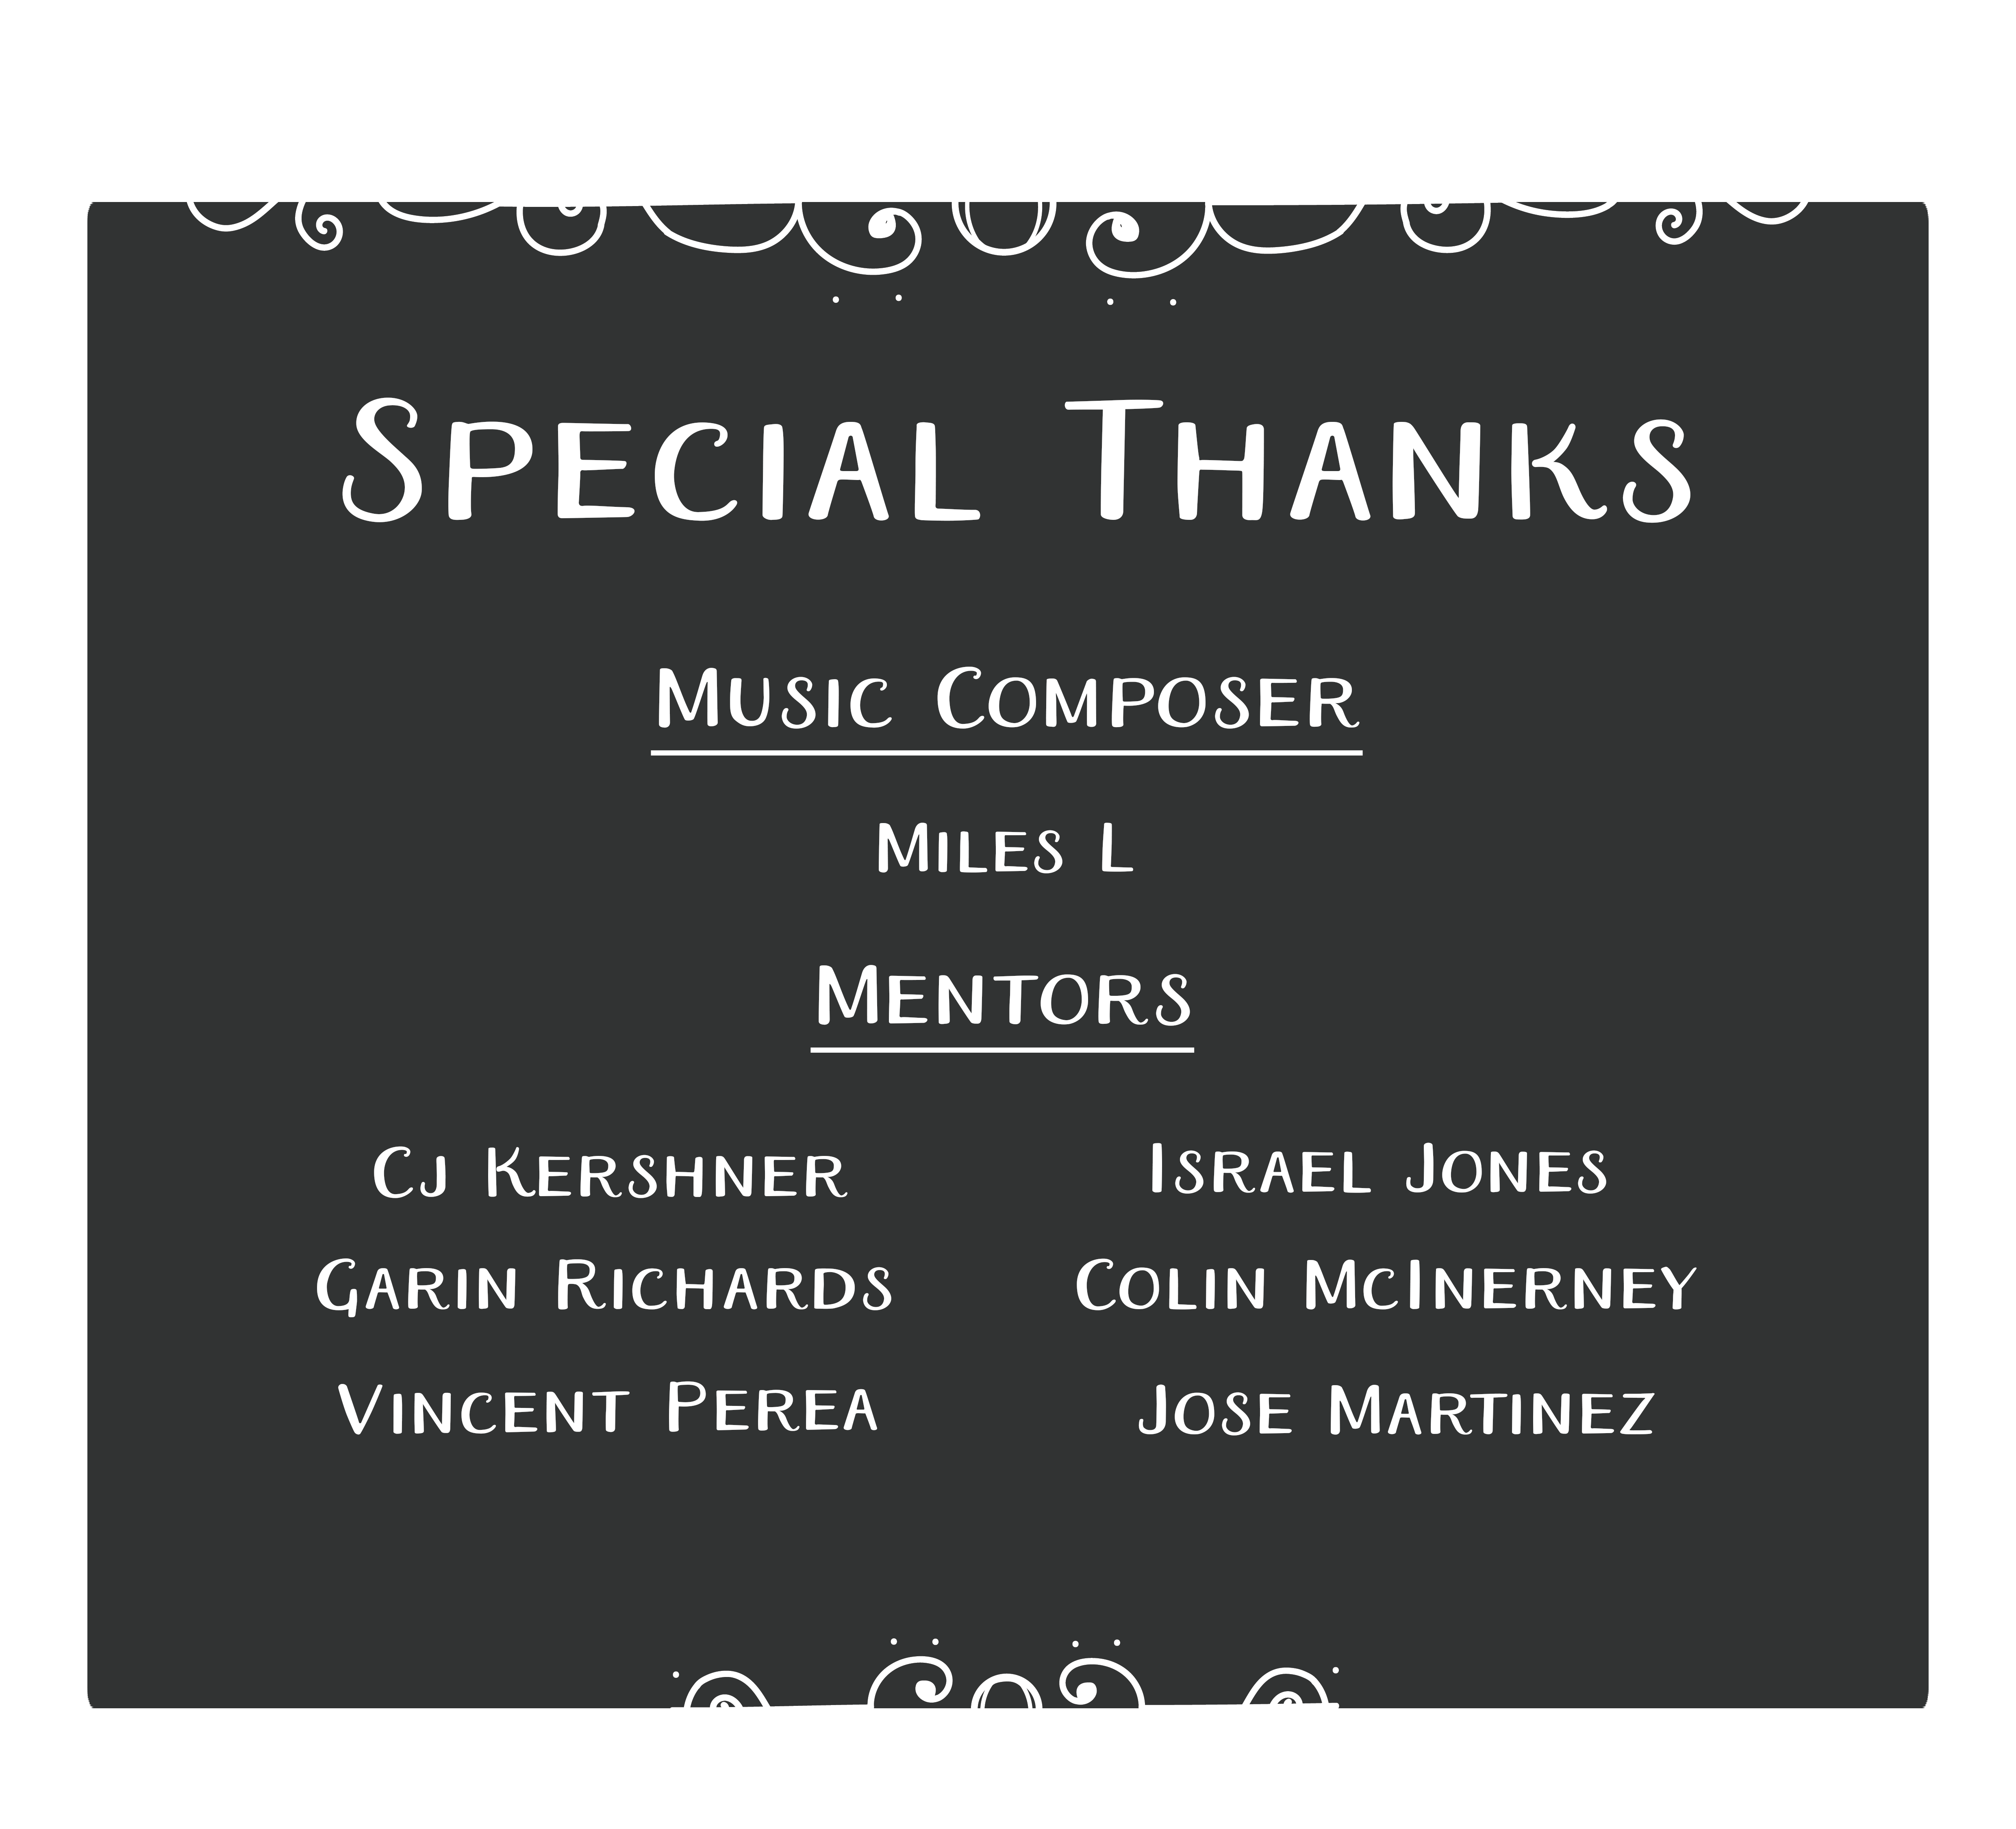 Special Thanks
Music Composer
Miles L
Mentors
CJ Kershner
Israel Jones
Garin Richards
Colin McInerney
Vincent Perea
Jose Martinez